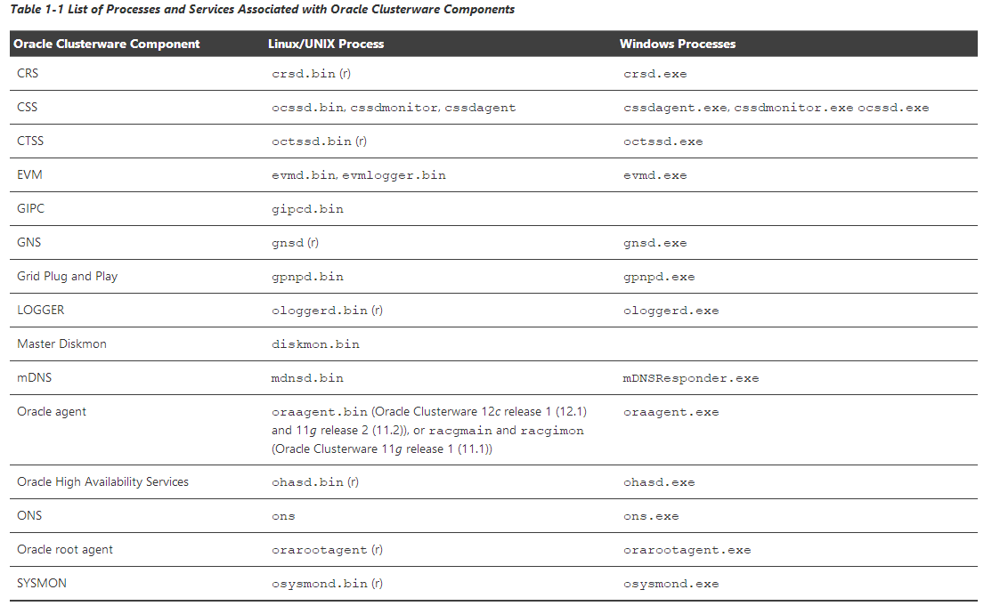 Table 1-1 List of Processes and Services Associated with Oracle Clusterware Components
Oracle Clusterware Component Linux/UNIX Process Windows Processes
CRS crsd.bin (r) crsd.exe
CSS ocssd.bin, cssdmonitor, cssdagent cssdagent.exe, cssdmonitor.exe ocssd.exe
CTSS octssd.bin (r) octssd.exe
EVM evmd.bin, evmlogger.bin evmd.exe
GIPC gipcd.bin
GNS gnsd (r) gnsd.exe
Grid Plug and Play gpnpd.bin gpnpd.exe
LOGGER ologgerd.bin (r) ologgerd.exe
Master Diskmon diskmon.bin
mDNS mdnsd.bin mDNSResponder.exe
Oracle agent oraagent.bin (Oracle Clusterware 12c release 1 (12.1) oraagent.exe
and 11g release 2 (11.2)), or racgmain and racgimon
(Oracle Clusterware 11g release 1 (11.1))
Oracle High Availability Services ohasd.bin (r) ohasd.exe
ONS ons ons.exe
Oracle root agent orarootagent (r) orarootagent.exe
SYSMON osysmond.bin (r) osysmond.exe